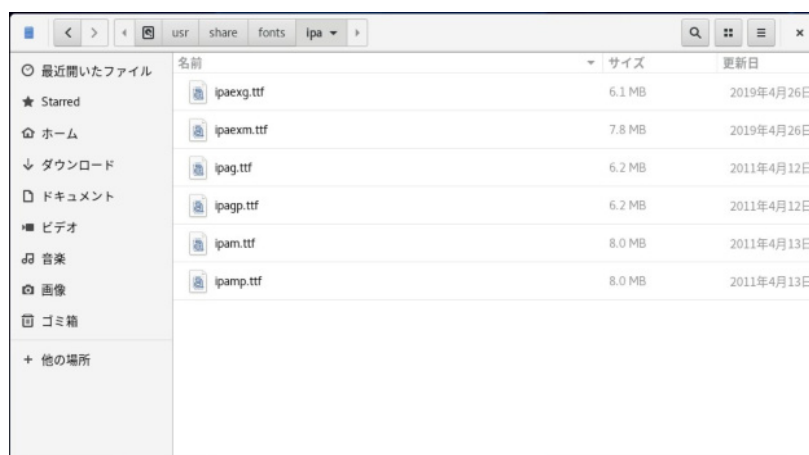 usr share fonts ipa
名前 サイズ 更新日
最近開いたファイル
Starred
ホーム
ダウンロード
ドキュメント
ビデオ
音楽
画像
ゴミ箱
他の場所
ipaexg.ttf 6.1 MB 2019年4月26日
ipaexm.ttf 7.8 MB 2019年4月26日
ipag.ttf 6.2 MB 2011年4月12日
ipagp.ttf 6.2 MB 2011年4月12日
ipam.ttf 8.0 MB 2011年4月13日
ipamp.ttf 8.0 MB 2011年4月13日